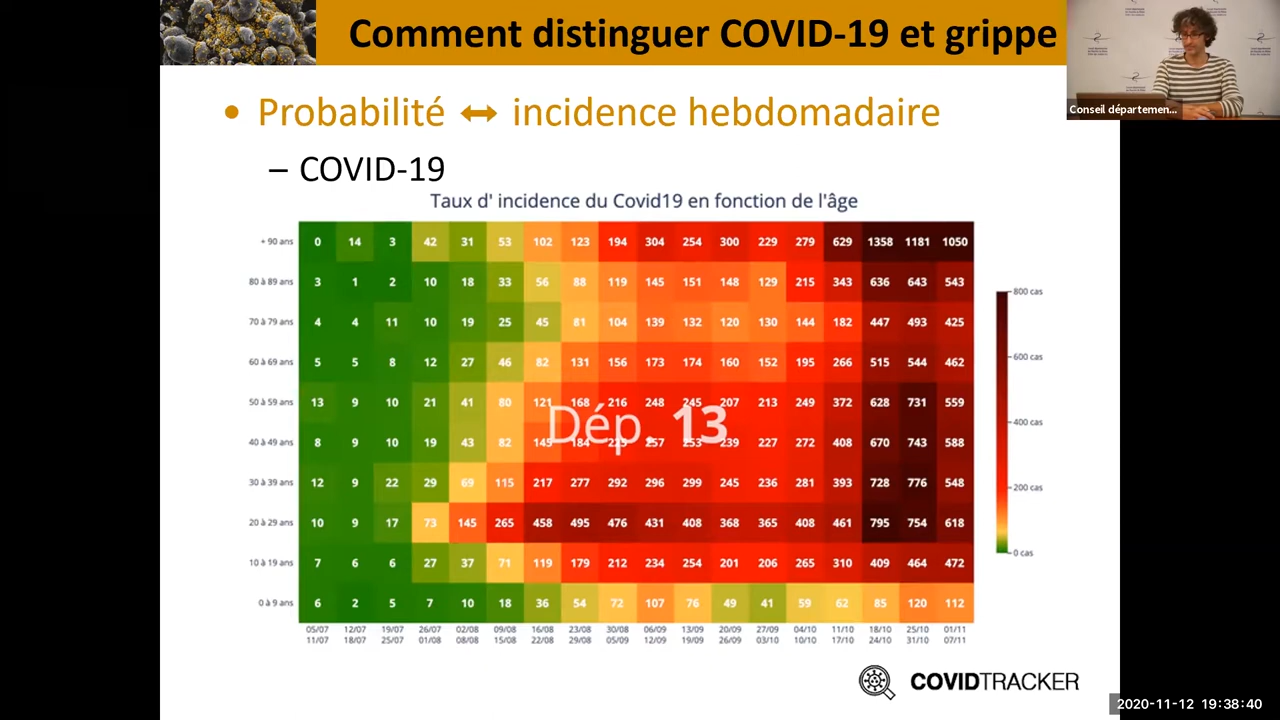 Comment distinguer COVID-19 et grippe
Conseil départemen...
• Probabilité ↔ incidence hebdomadaire
– COVID-19
Taux d' incidence du Covid19 en fonction de l'âge
+ 90 ans 0 14 3 42 31 53 102 123 194 304 254 300 229 279 629 1358 1181 1050
80 à 89 ans 3 1 2 10 18 33 56 88 119 145 151 148 129 215 343 636 643 543
70 à 79 ans 4 4 11 10 19 25 45 81 104 139 132 120 130 144 182 447 493 425
60 à 69 ans 5 5 8 12 27 46 82 131 156 173 174 160 152 195 266 515 544 462
50 à 59 ans 13 9 10 21 41 80 121 168 216 248 245 207 213 249 372 628 731 559
Dép. 13
40 à 49 ans 8 9 10 19 43 82 145 184 257 253 239 227 272 408 670 743 588
30 à 39 ans 12 9 22 29 69 115 217 277 292 296 299 245 236 281 393 728 776 548
20 à 29 ans 10 9 17 73 145 265 458 495 476 431 408 368 365 408 461 795 754 618
10 à 19 ans 7 6 6 27 37 71 119 179 212 234 254 201 206 265 310 409 464 472
0 à 9 ans 6 2 5 7 10 18 36 54 72 107 76 49 41 59 62 85 120 112
05/07 12/07 19/07 26/07 02/08 09/08 16/08 23/08 30/08 06/09 13/09 20/09 27/09 04/10 11/10 18/10 25/10 01/11
11/07 18/07 25/07 01/08 08/08 15/08 22/08 29/08 05/09 12/09 19/09 26/09 03/10 10/10 17/10 24/10 31/10 07/11
800 cas
600 cas
400 cas
200 cas
0 cas
COVIDTRACKER
2020-11-12 19:38:40